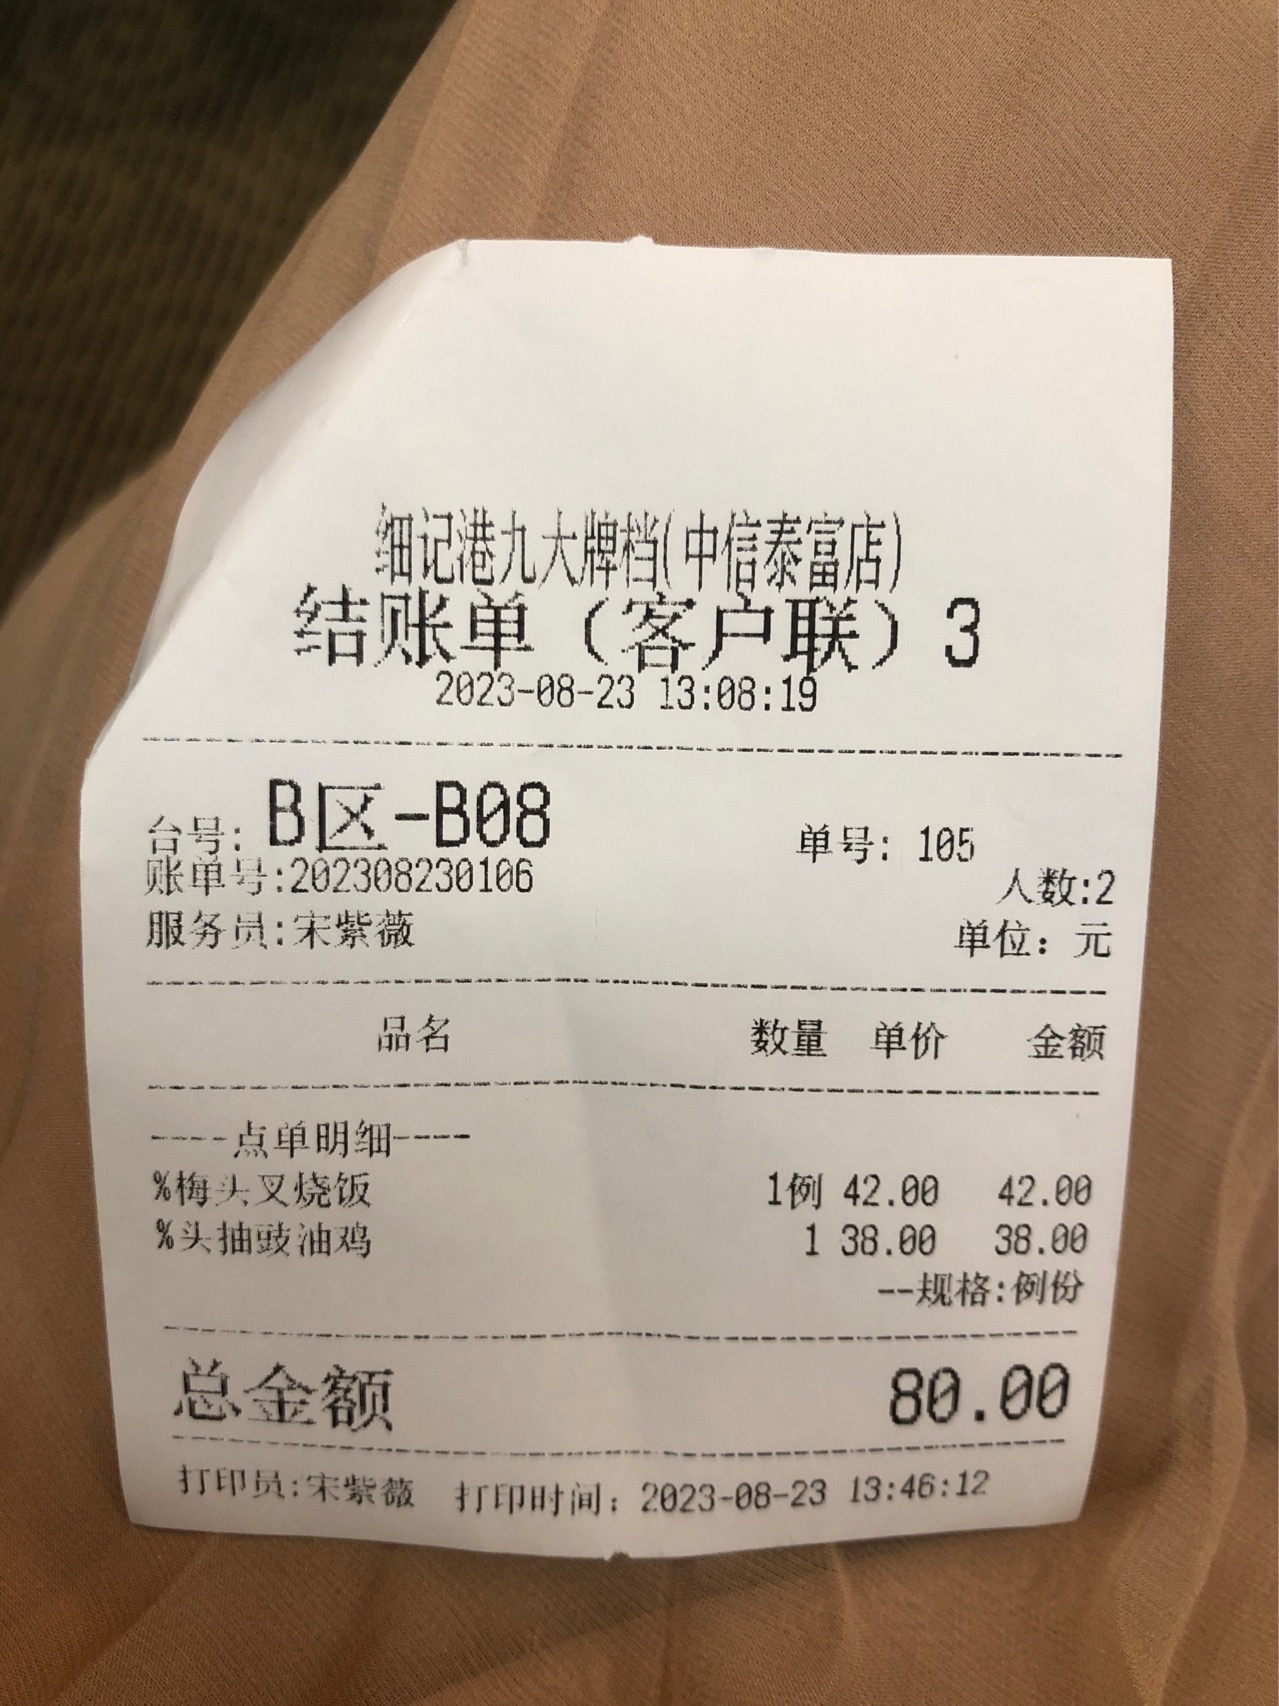 细记港九大牌档(中信泰富店)
结账单（客户联）3
2023-08-23 13:08:19
台号: B区-B08 单号: 105
账单号:202308230106 人数:2
服务员:宋紫薇 单位：元
品名 数量 单价 金额
----点单明细----
%梅头叉烧饭 1例 42.00 42.00
%头抽豉油鸡 1 38.00 38.00
--规格:例份
总金额 80.00
打印员:宋紫薇 打印时间：2023-08-23 13:46:12